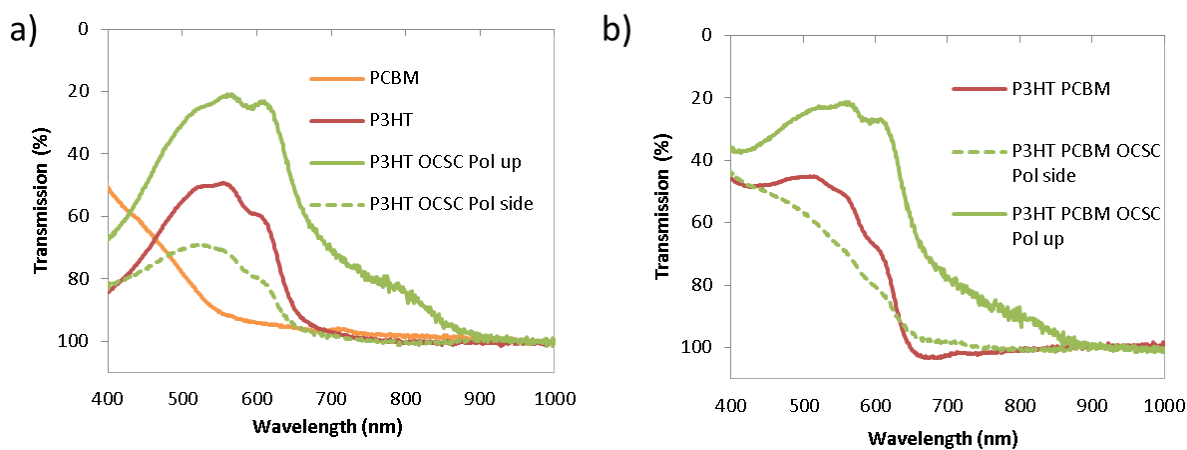 a)
0
20
40
60
80
100
Transmission (%)
400 500 600 700 800 900 1000
Wavelength (nm)
PCBM
P3HT
P3HT OCSC Pol up
P3HT OCSC Pol side
b)
0
20
40
60
80
100
Transmission (%)
400 500 600 700 800 900 1000
Wavelength (nm)
P3HT PCBM
P3HT PCBM OCSC
Pol side
P3HT PCBM OCSC
Pol up